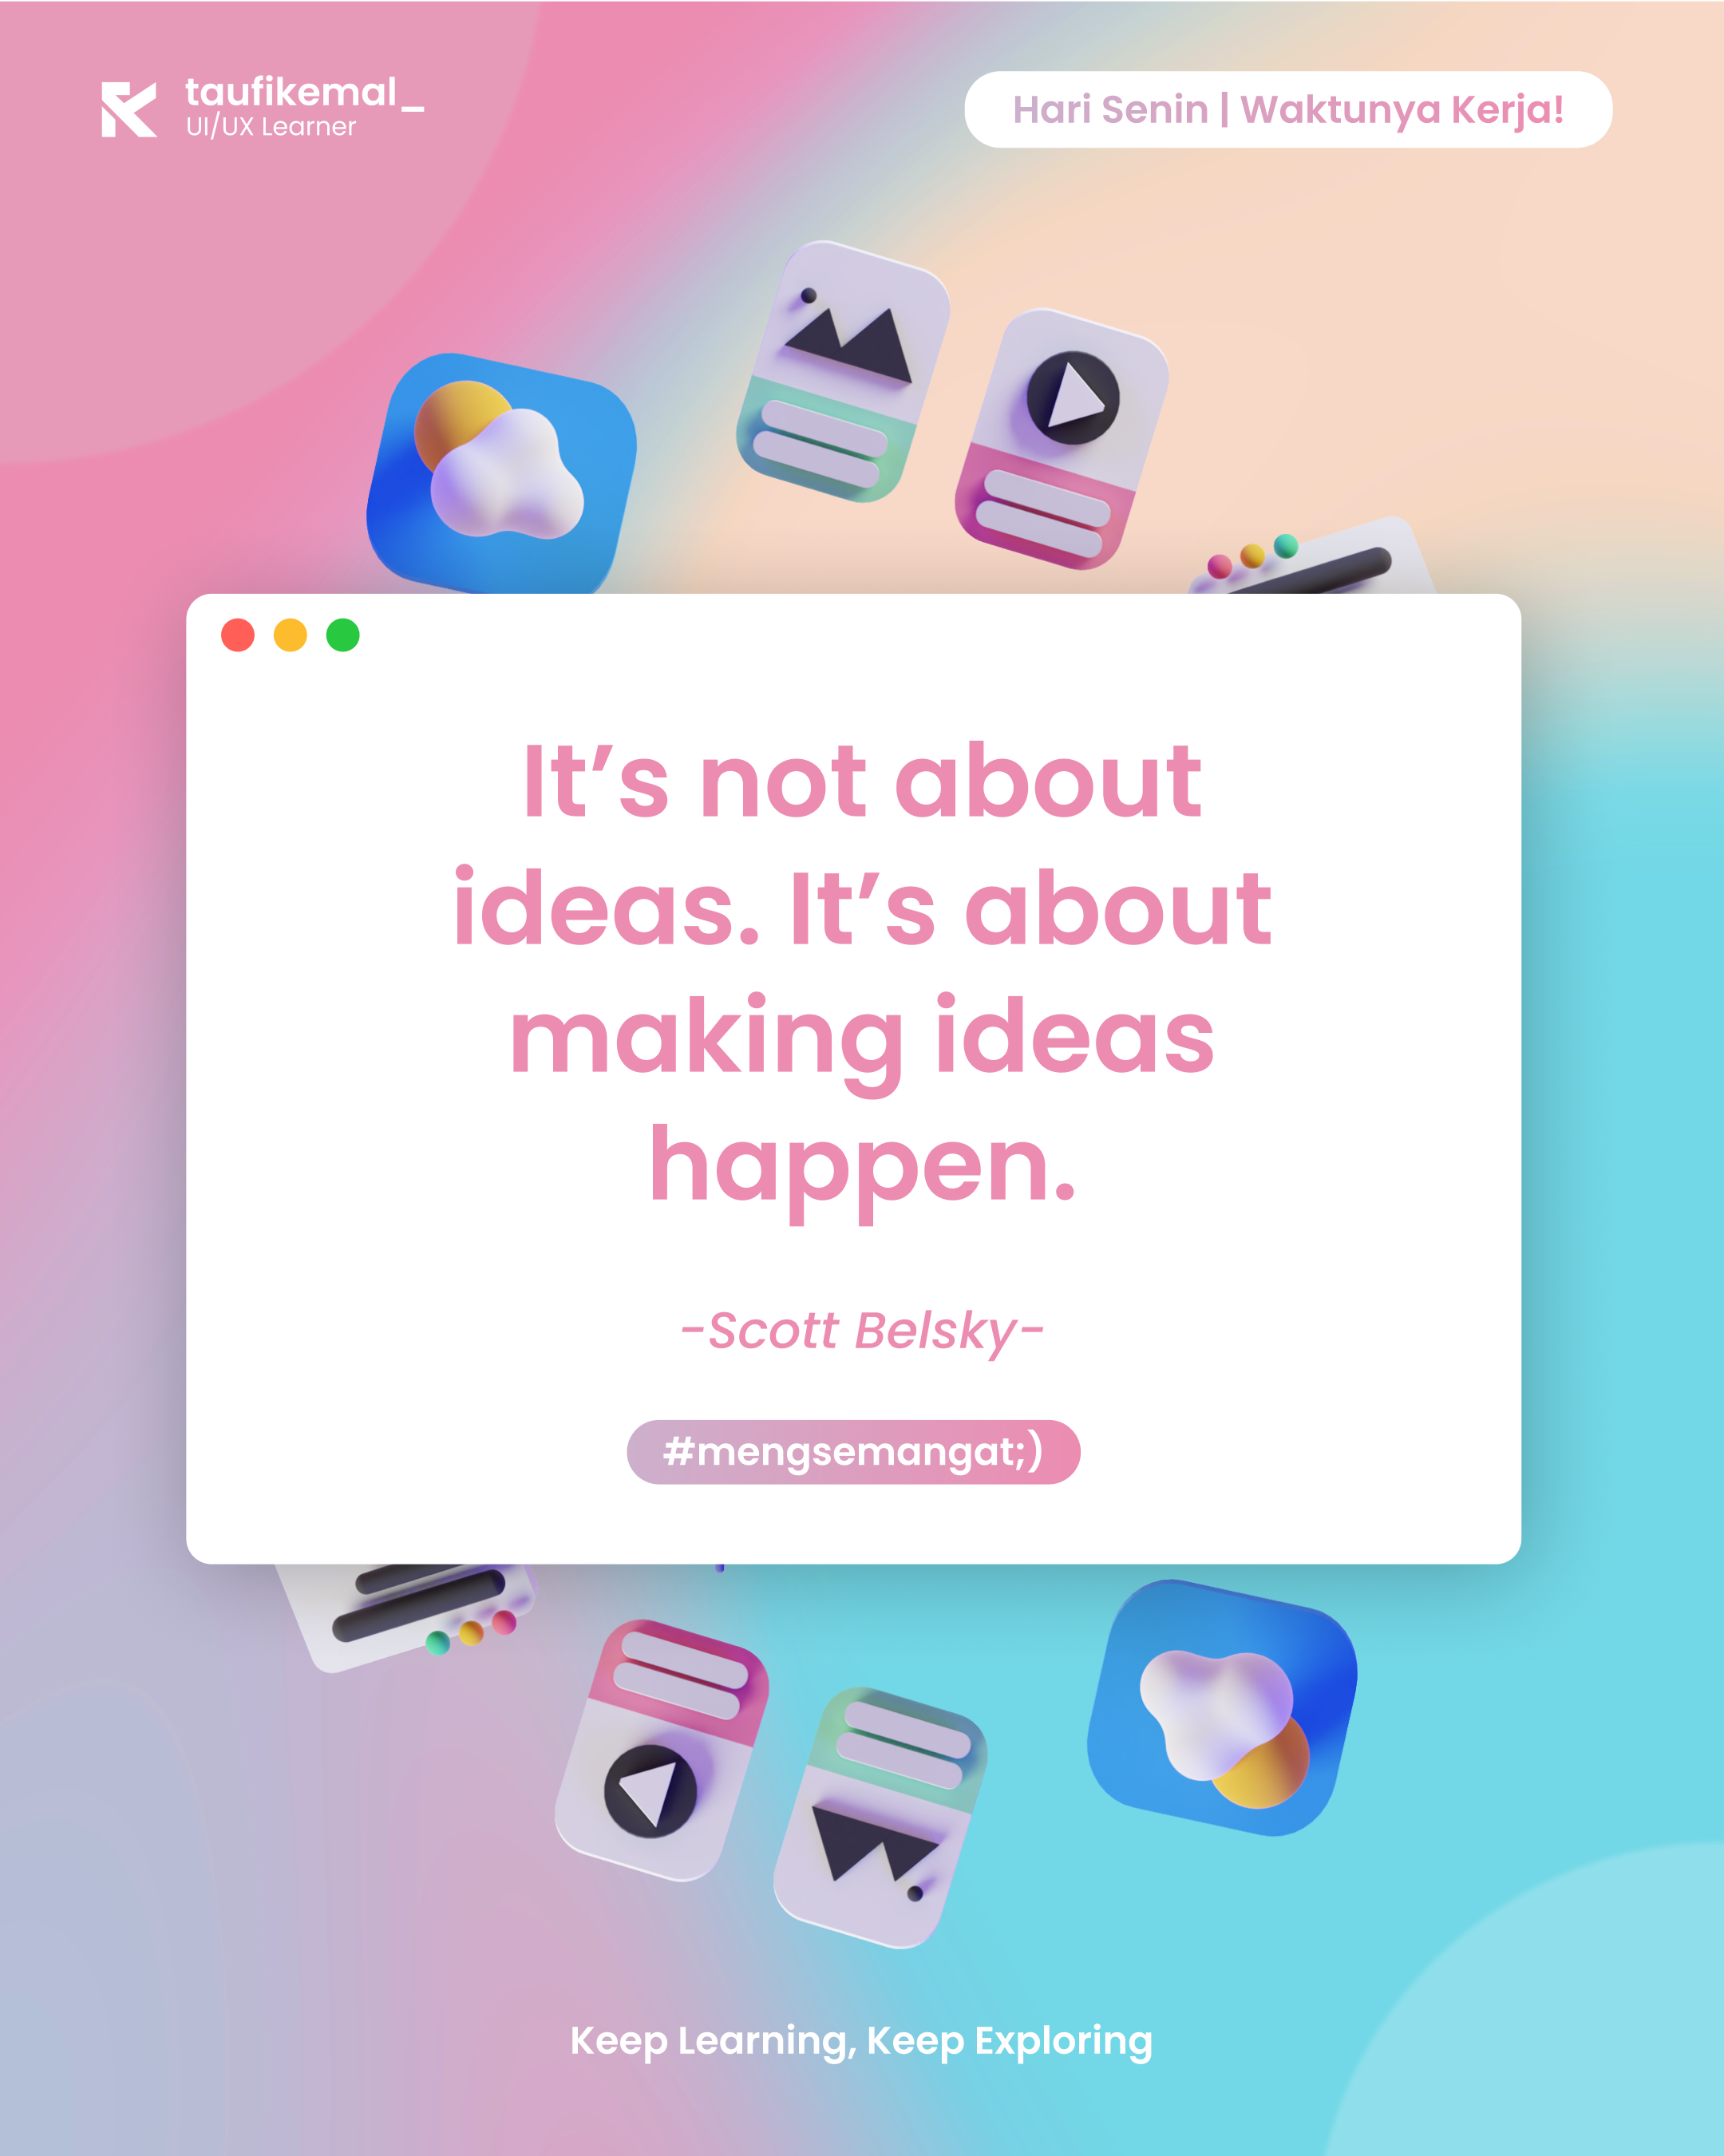 taufikemal_
UI/UX Learner
Hari Senin | Waktunya Kerja!
It’s not about
ideas. It’s about
making ideas
happen.
-Scott Belsky-
#mengsemangat;)
Keep Learning, Keep Exploring